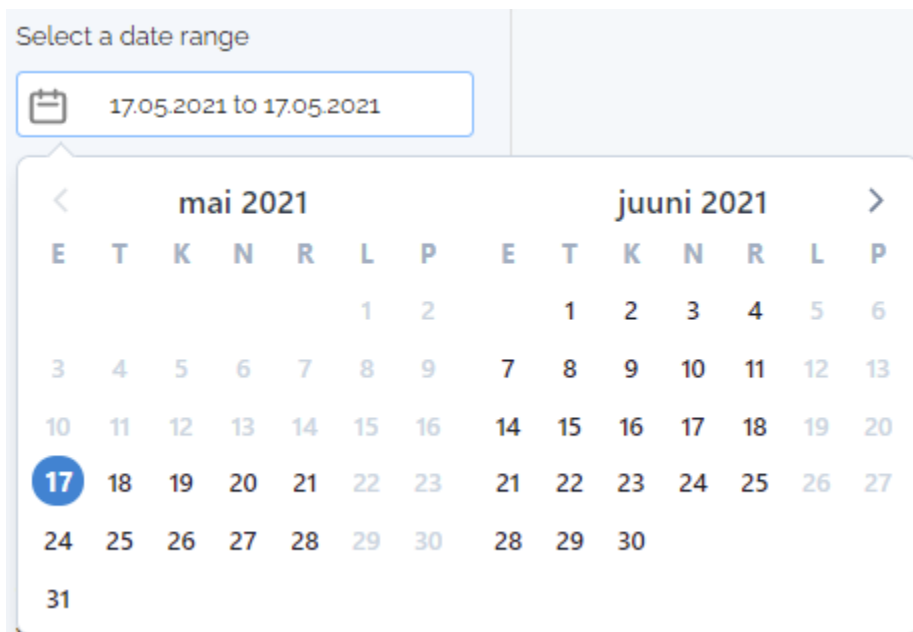 Select a date range
17.05.2021 to 17.05.2021
mai 2021
E T K N R L P
1 2
3 4 5 6 7 8 9
10 11 12 13 14 15 16
17 18 19 20 21 22 23
24 25 26 27 28 29 30
31
juuni 2021
E T K N R L P
1 2 3 4 5 6
7 8 9 10 11 12 13
14 15 16 17 18 19 20
21 22 23 24 25 26 27
28 29 30